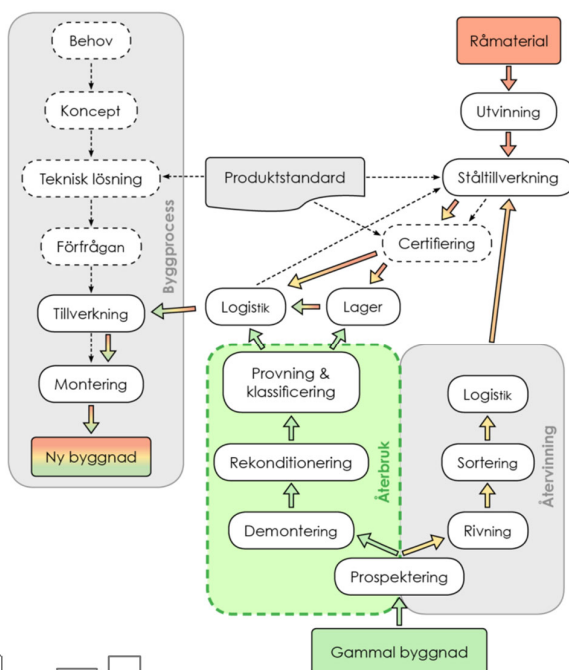 Behov
Råmaterial
Koncept
Utvinning
Teknisk lösning
Produktstandard
Ståltillverkning
Byggprocess
Förfrågan
Certifiering
Tillverkning
Logistik
Lager
Montering
Provning &
klassificering
Logistik
Ny byggnad
Rekonditionering
Återbruk
Sortering
Återvinning
Demontering
Rivning
Prospektering
Gammal byggnad